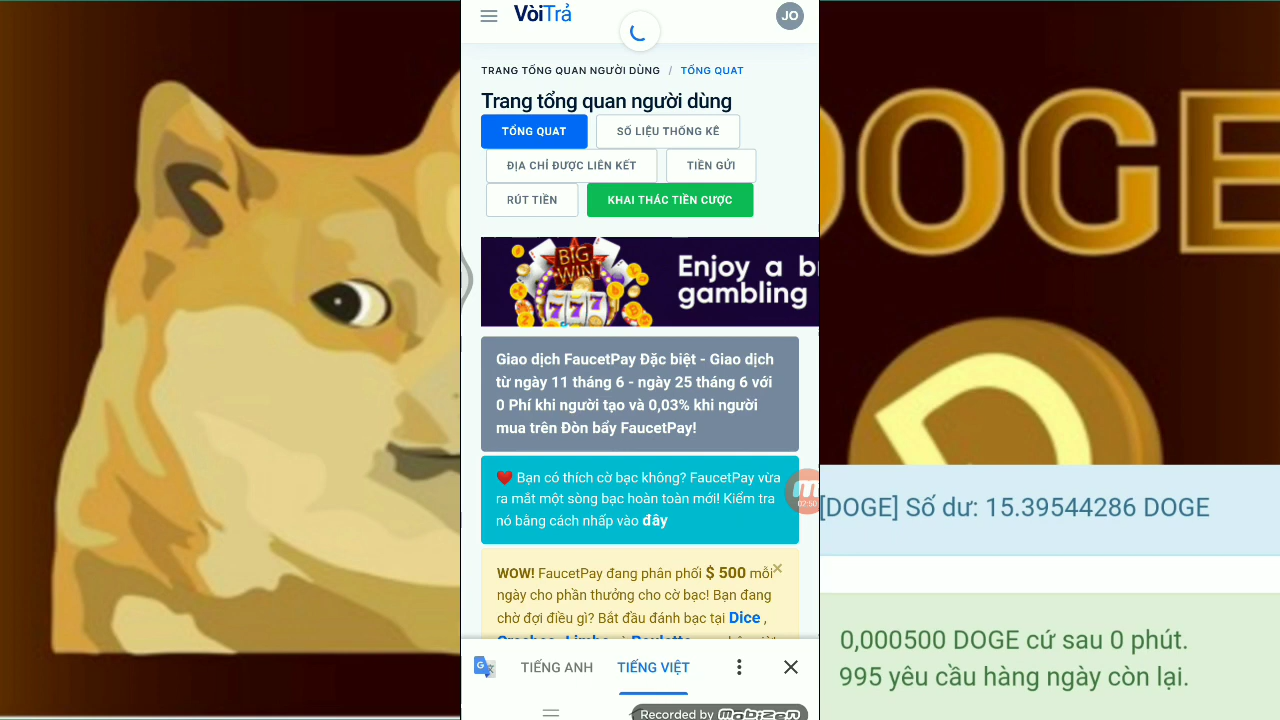 VòiTrả
JO
TRANG TỔNG QUAN NGƯỜI DÙNG / TỔNG QUAT
Trang tổng quan người dùng
TỔNG QUAT
SỐ LIỆU THỐNG KÊ
ĐỊA CHỈ ĐƯỢC LIÊN KẾT
TIỀN GỬI
RÚT TIỀN
KHAI THÁC TIỀN CƯỢC
BIG
WIN
777
Enjoy a b
gambling
Giao dịch FaucetPay Đặc biệt - Giao dịch
từ ngày 11 tháng 6 - ngày 25 tháng 6 với
0 Phí khi người tạo và 0,03% khi người
mua trên Đòn bẩy FaucetPay!
❤️ Bạn có thích cờ bạc không? FaucetPay vừa
ra mắt một sòng bạc hoàn toàn mới! Kiểm tra
nó bằng cách nhấp vào đây
02:50
WOW! FaucetPay đang phân phối $ 500 mỗi
ngày cho phần thưởng cho cờ bạc! Bạn đang
chờ đợi điều gì? Bắt đầu đánh bạc tại Dice ,
TIẾNG ANH
TIẾNG VIỆT
Recorded by mobizen
DOGE
D
[DOGE] Số dư: 15.39544286 DOGE
0,000500 DOGE cứ sau 0 phút.
995 yêu cầu hàng ngày còn lại.